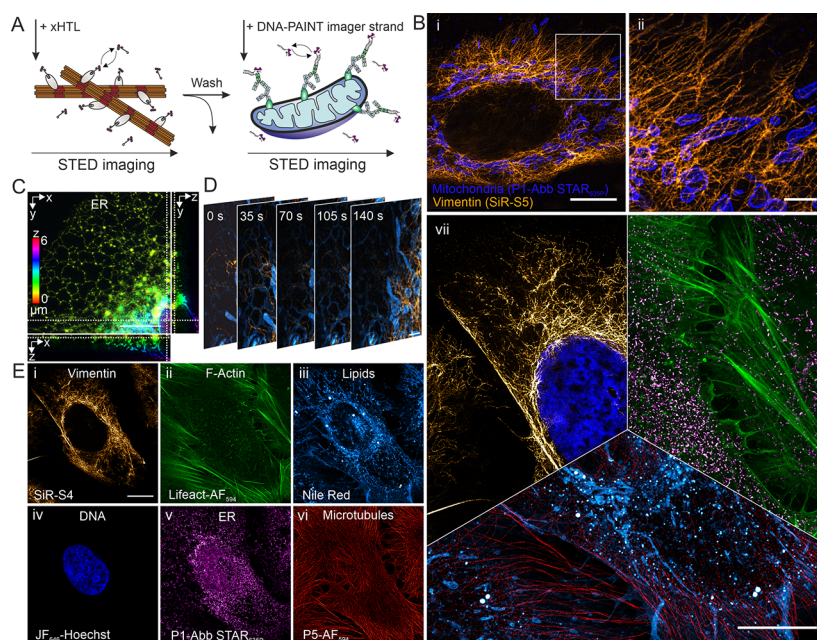 A
+ xHTL
Wash
+ DNA-PAINT imager strand
STED imaging
STED imaging
B
i
ii
Mitochondria (P1-Abb STAR
Vimentin (SiR-S5)
C
x
y
ER
z
y
z
6
0
µm
x
z
D
0 s
35 s
70 s
105 s
140 s
vii
E
i
Vimentin
SiR-S4
ii
F-Actin
Lifeact-AF594
iii
Lipids
Nile Red
iv
DNA
JF
-Hoechst
v
ER
P1-Abb STAR
vi
Microtubules
P5-AF594